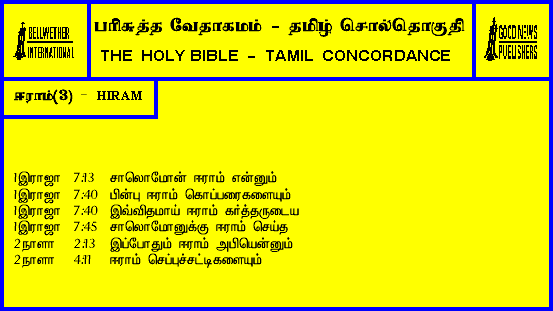 BELLWETHER
INTERNATIONAL
பரிசுத்த வேதாகமம் - தமிழ் சொல்தொகுதி
THE HOLY BIBLE - TAMIL CONCORDANCE
GOOD NEWS
PUBLISHERS
ஈராம்(3) - HIRAM
1இராஜா 7:13 சாலொமோன் ஈராம் என்னும்
1இராஜா 7:40 பின்பு ஈராம் கொப்பரைகளையும்
1இராஜா 7:40 இவ்விதமாய் ஈராம் கர்த்தருடைய
1இராஜா 7:45 சாலொமோனுக்கு ஈராம் செய்த
2நாளா 2:13 இப்போதும் ஈராம் அபியென்னும்
2நாளா 4:11 ஈராம் செப்புச்சட்டிகளையும்